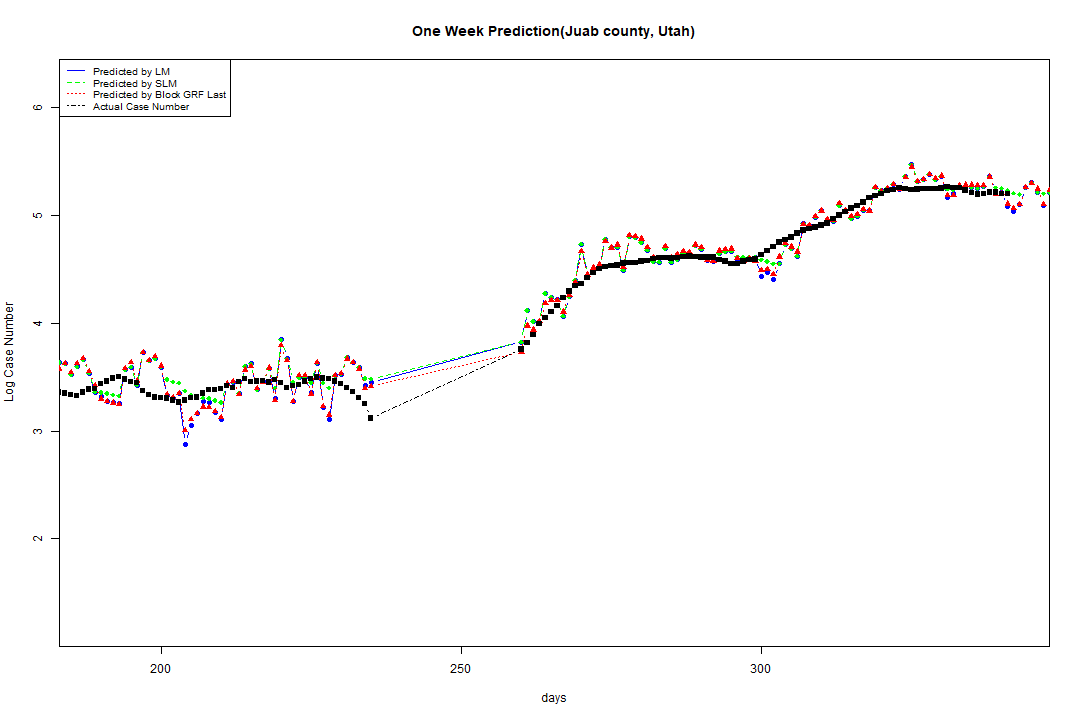 One Week Prediction(Juab county, Utah)
Predicted by LM
Predicted by SLM
Predicted by Block GRF Last
Actual Case Number
6
5
4
3
2
Log Case Number
200
250
300
days